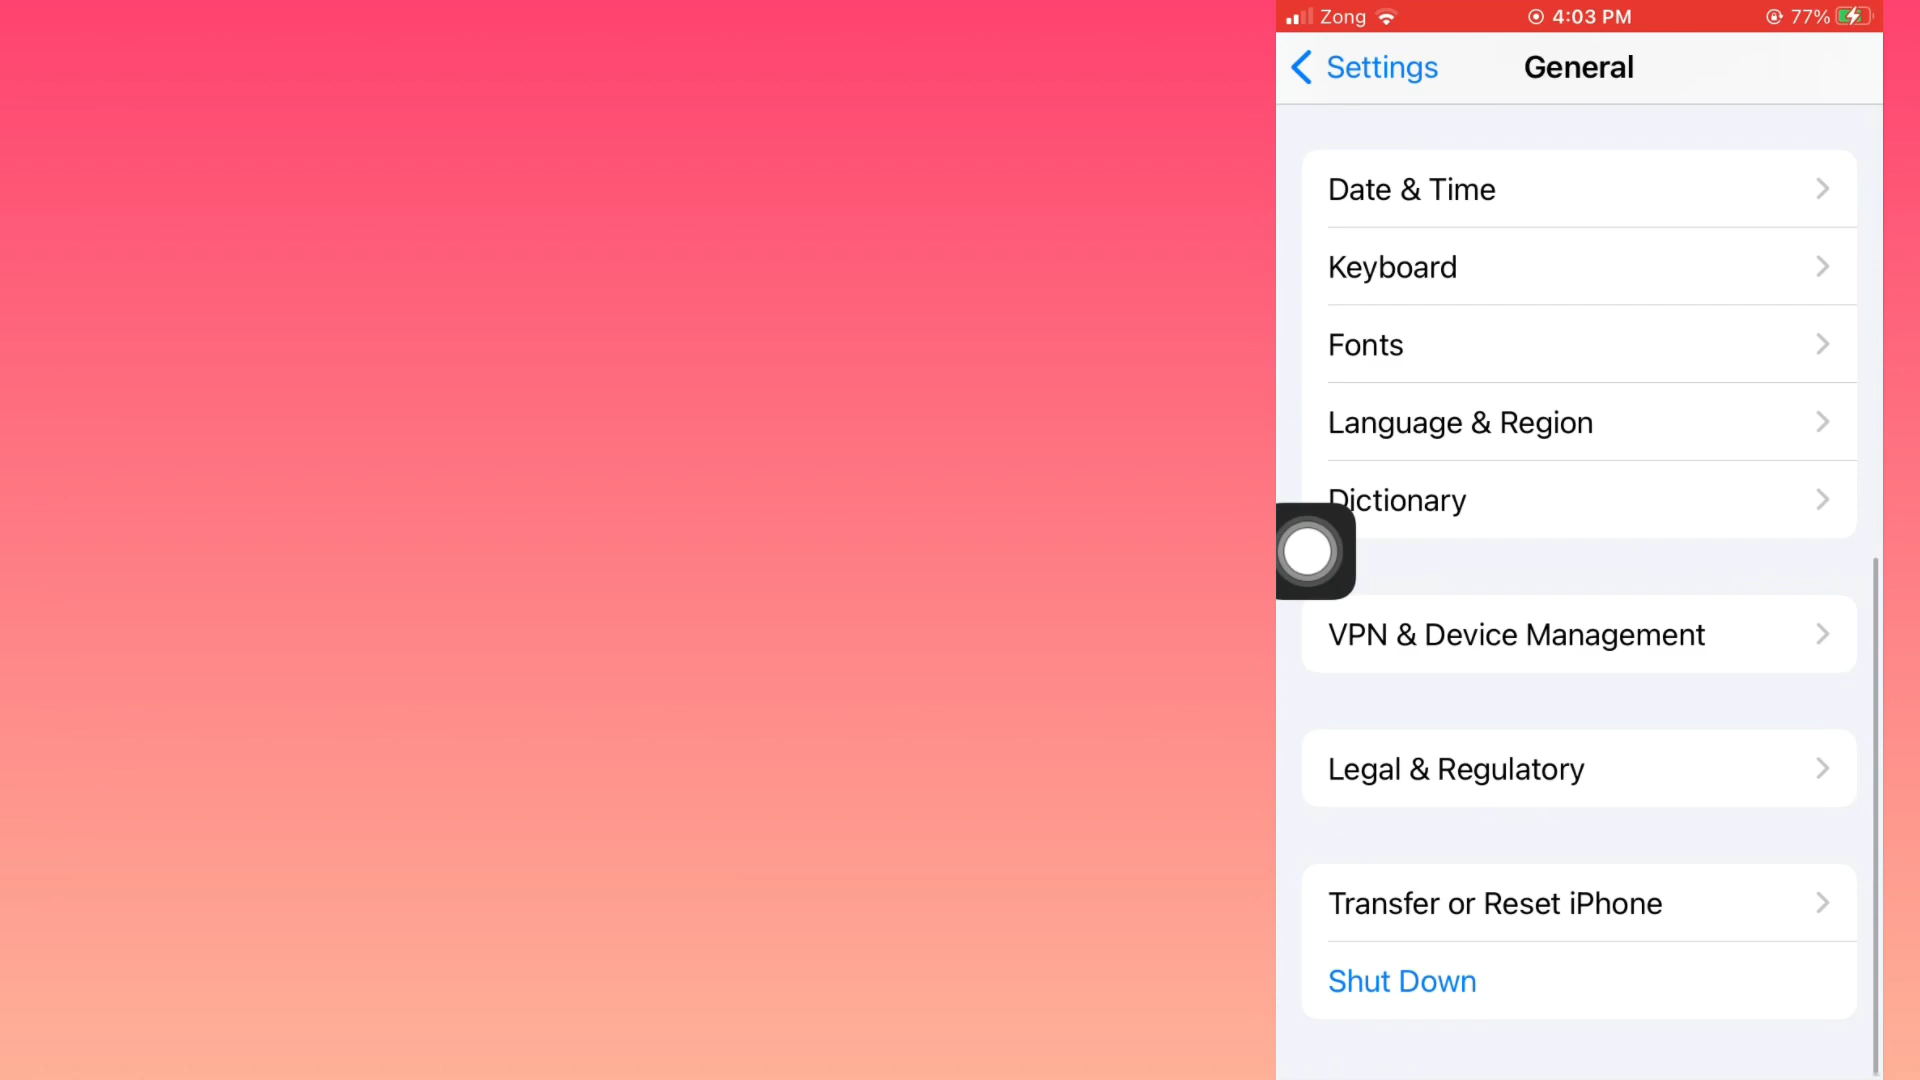 Zong 4:03 PM 77%
Settings General
Date & Time
Keyboard
Fonts
Language & Region
Dictionary
VPN & Device Management
Legal & Regulatory
Transfer or Reset iPhone
Shut Down